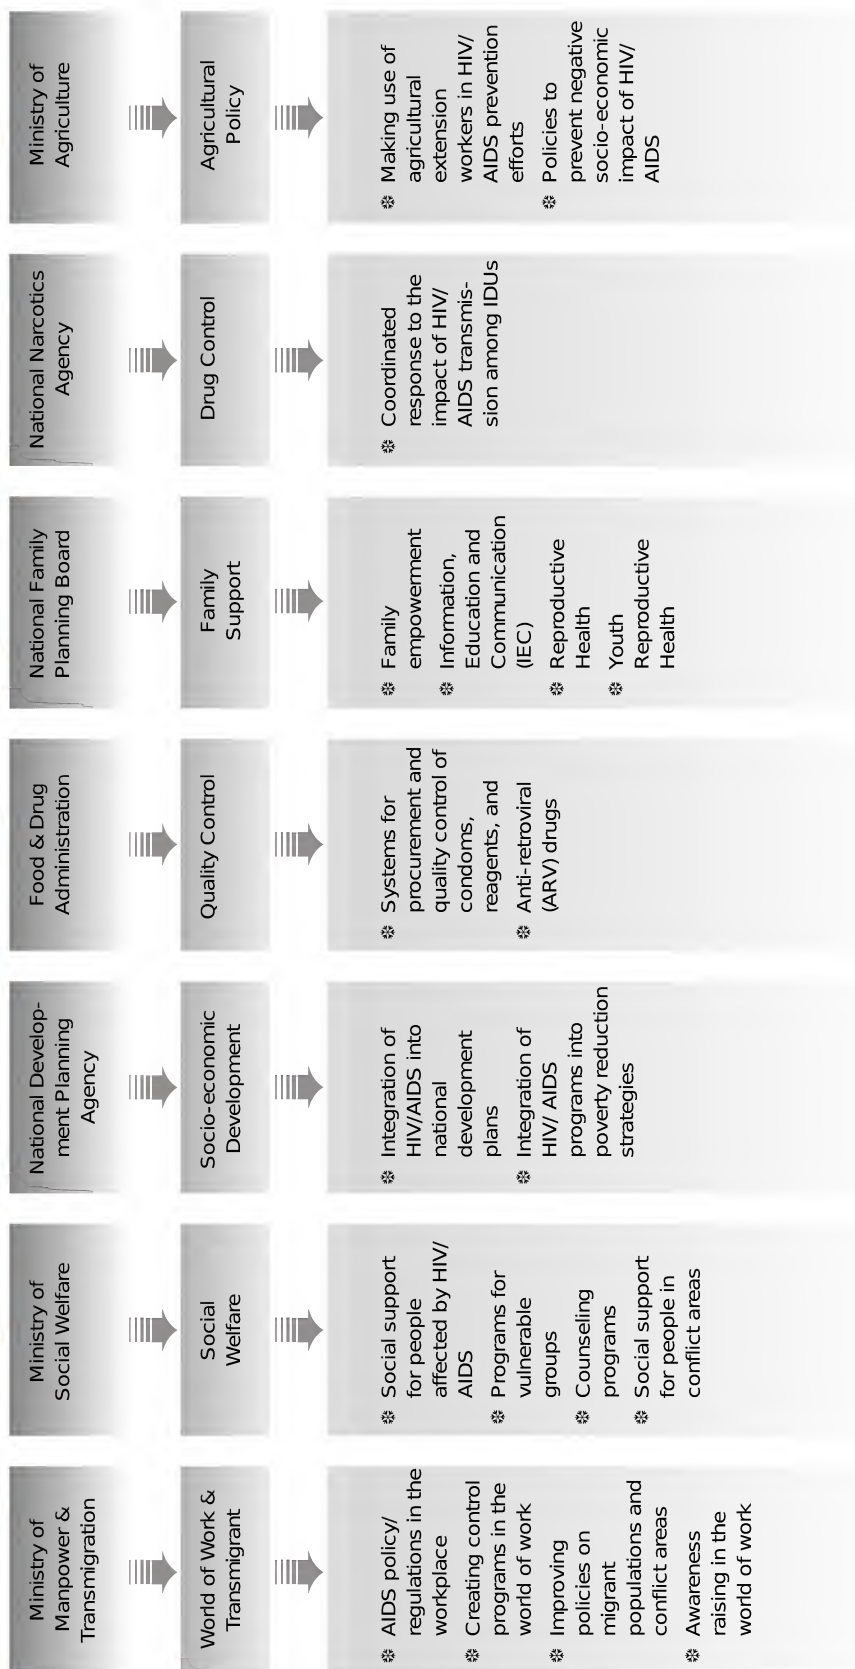 Ministry of
Manpower &
Transmigration
World of Work &
Transmigrant
❄ AIDS policy/
regulations in the
workplace
❄ Creating control
programs in the
world of work
❄ Improving
policies on
migrant
populations and
conflict areas
❄ Awareness
raising in the
world of work
Ministry of
Social Welfare
Social
Welfare
❄ Social support
for people
affected by HIV/
AIDS
❄ Programs for
vulnerable
groups
❄ Counseling
programs
❄ Social support
for people in
conflict areas
National Develop-
ment Planning
Agency
Socio-economic
Development
❄ Integration of
HIV/AIDS into
national
development
plans
❄ Integration of
HIV/ AIDS
programs into
poverty reduction
strategies
Food & Drug
Administration
Quality Control
❄ Systems for
procurement and
quality control of
condoms,
reagents, and
❄ Anti-retroviral
(ARV) drugs
National Family
Planning Board
Family
Support
❄ Family
empowerment
❄ Information,
Education and
Communication
(IEC)
❄ Reproductive
Health
❄ Youth
Reproductive
Health
National Narcotics
Agency
Drug Control
❄ Coordinated
response to the
impact of HIV/
AIDS transmis-
sion among IDUs
Ministry of
Agriculture
Agricultural
Policy
❄ Making use of
agricultural
extension
workers in HIV/
AIDS prevention
efforts
❄ Policies to
prevent negative
socio-economic
impact of HIV/
AIDS